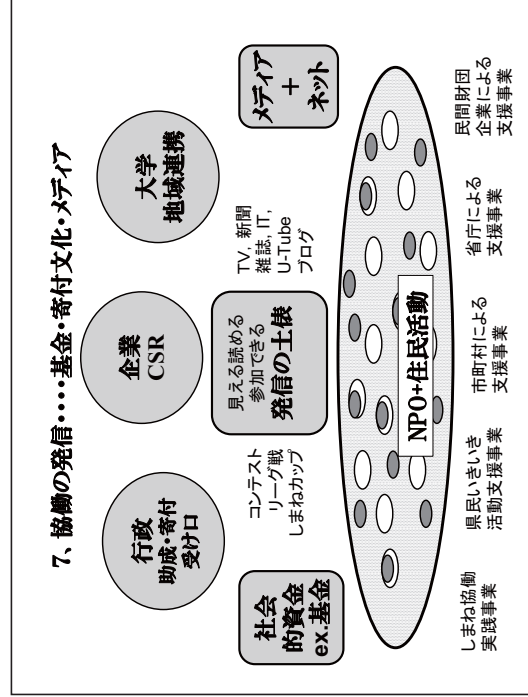 7、協働の発信････基金・寄付文化・メディア
行政
助成・寄付
受け口
企業
CSR
大学
地域連携
社会
的資金
ex.基金
コンテスト
リーグ戦
しまねカップ
見える読める
参加できる
発信の土俵
TV, 新聞
雑誌, IT,
U-Tube
ブログ
メディア
+
ネット
NPO+住民活動
しまね協働
実践事業
県民いきいき
活動支援事業
市町村による
支援事業
省庁による
支援事業
民間財団
企業による
支援事業